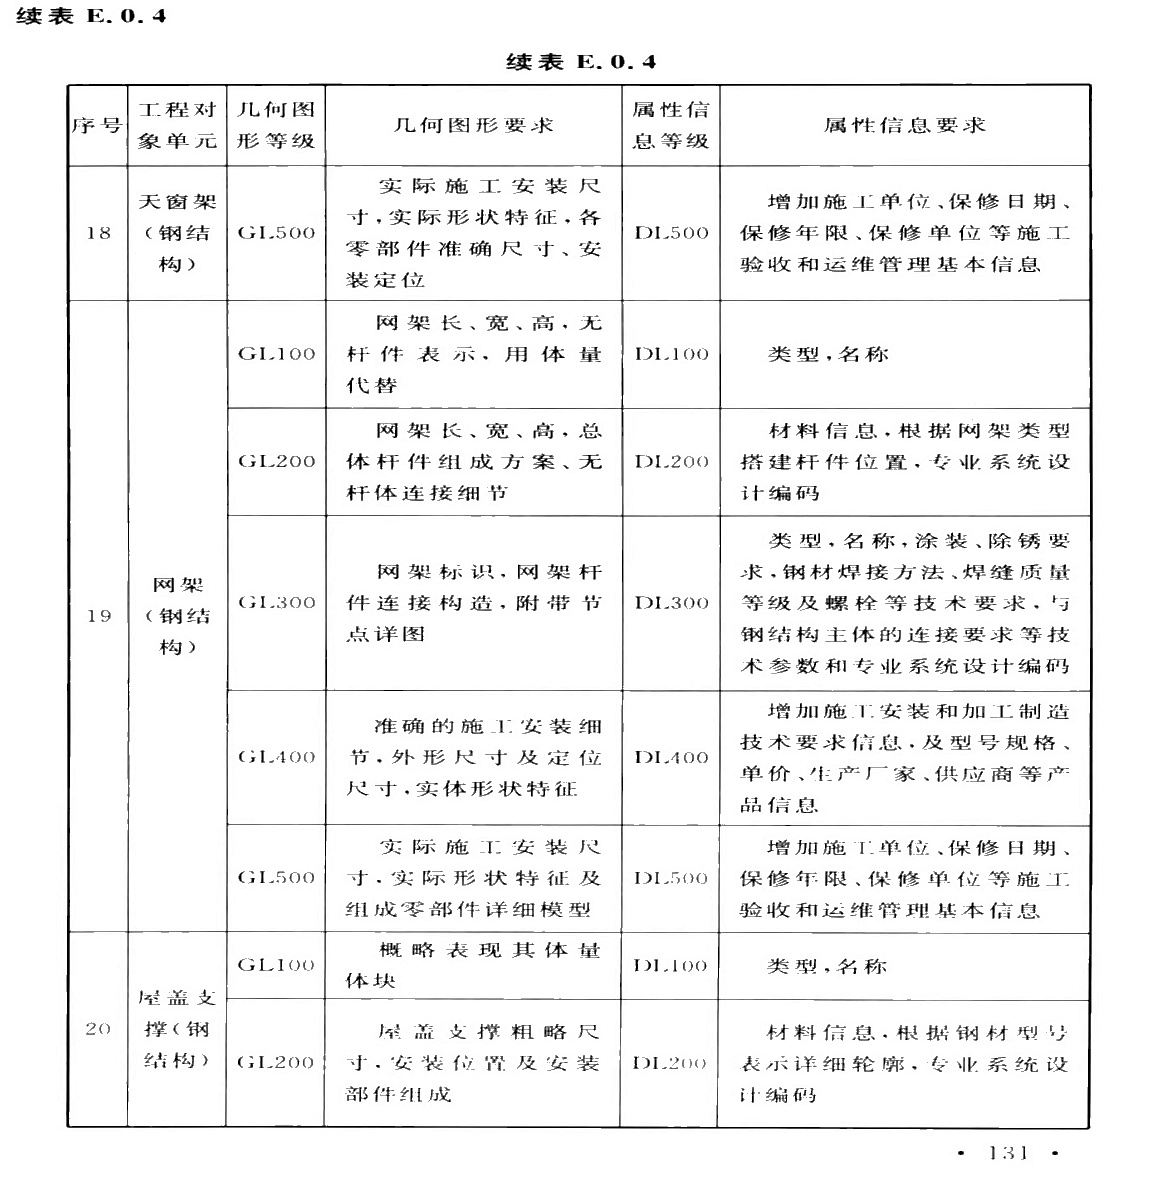 续表 E.0.4
续表 E.0.4
序号
工程对
象单元
几何图
形等级
几何图形要求
属性信
息等级
属性信息要求
18
天窗架
(钢结
构)
GL500
实际施工安装尺
寸,实际形状特征,各
零部件准确尺寸、安
装定位
DL500
增加施工单位、保修日期、
保修年限、保修单位等施工
验收和运维管理基本信息
19
网架
(钢结
构)
GL100
网架长、宽、高,无
杆件表示,用体量
代替
DL100
类型,名称
GL200
网架长、宽、高,总
体杆件组成方案、无
杆体连接细节
DL200
材料信息,根据网架类型
搭建杆件位置,专业系统设
计编码
GL300
网架标识,网架杆
件连接构造,附带节
点详图
DL300
类型,名称,涂装、除锈要
求,钢材焊接方法、焊缝质量
等级及螺栓等技术要求,与
钢结构主体的连接要求等技
术参数和专业系统设计编码
GL400
准确的施工安装细
节,外形尺寸及定位
尺寸,实体形状特征
DL400
增加施工安装和加工制造
技术要求信息,及型号规格、
单价、生产厂家、供应商等产
品信息
GL500
实际施工安装尺
寸,实际形状特征及
组成零部件详细模型
DL500
增加施工单位、保修日期、
保修年限、保修单位等施工
验收和运维管理基本信息
20
屋盖支
撑(钢
结构)
GL100
概略表现其体量
体块
DL100
类型,名称
GL200
屋盖支撑粗略尺
寸,安装位置及安装
部件组成
DL200
材料信息,根据钢材型号
表示详细轮廓,专业系统设
计编码
· 131 ·